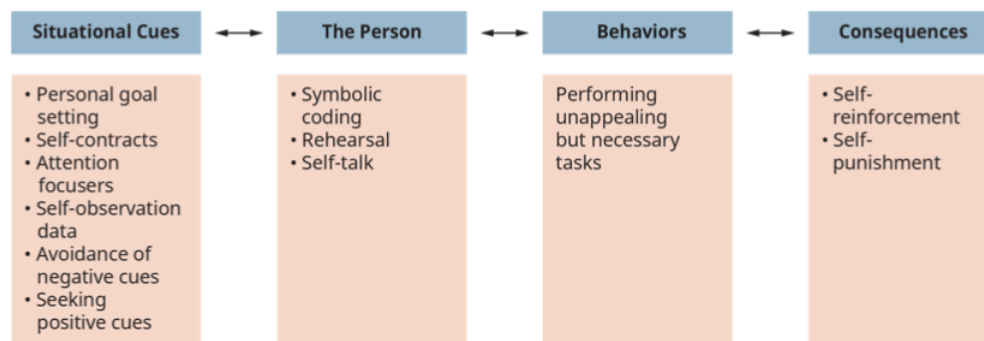 Situational Cues
The Person
Behaviors
Consequences
• Personal goal
setting
• Self-contracts
• Attention
focusers
• Self-observation
data
• Avoidance of
negative cues
• Seeking
positive cues
• Symbolic
coding
• Rehearsal
• Self-talk
Performing
unappealing
but necessary
tasks
• Self-
reinforcement
• Self-
punishment